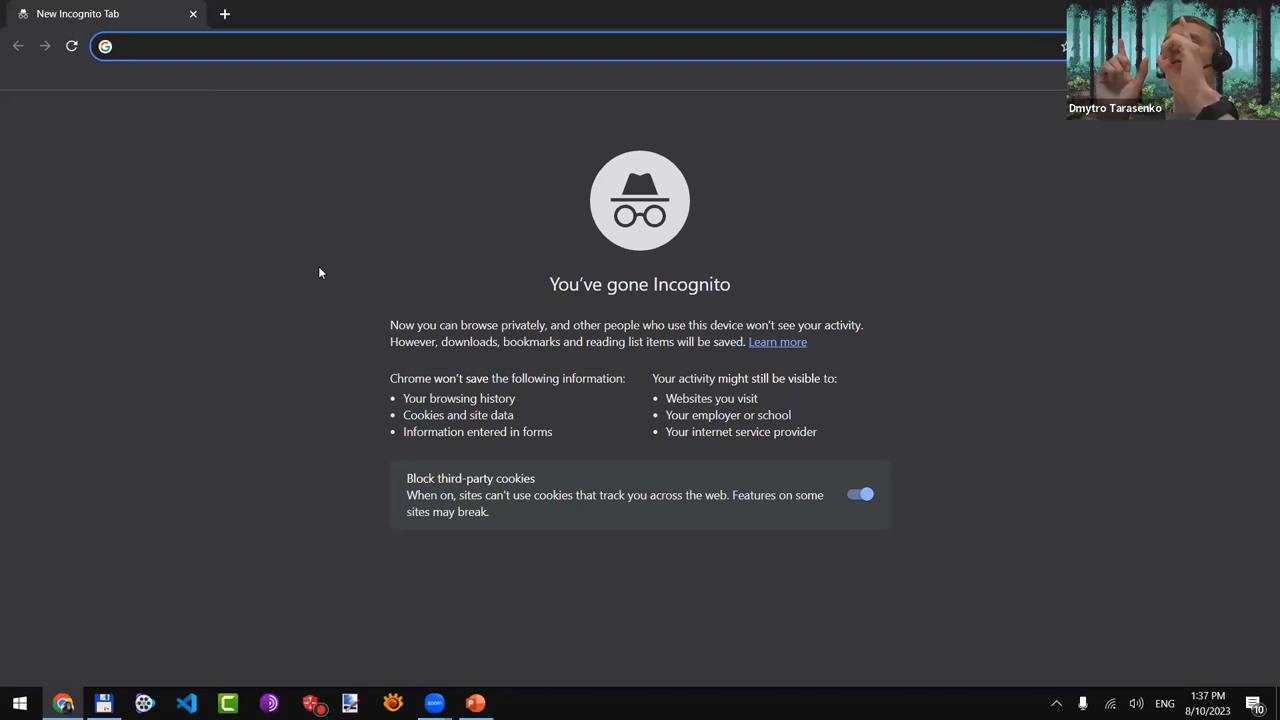 New Incognito Tab
Dmytro Tarasenko
You've gone Incognito
Now you can browse privately, and other people who use this device won't see your activity.
However, downloads, bookmarks and reading list items will be saved. Learn more
Chrome won't save the following information:
• Your browsing history
• Cookies and site data
• Information entered in forms
Your activity might still be visible to:
• Websites you visit
• Your employer or school
• Your internet service provider
Block third-party cookies
When on, sites can't use cookies that track you across the web. Features on some
sites may break.
zoom
P
ENG
1:37 PM
8/10/2023
10